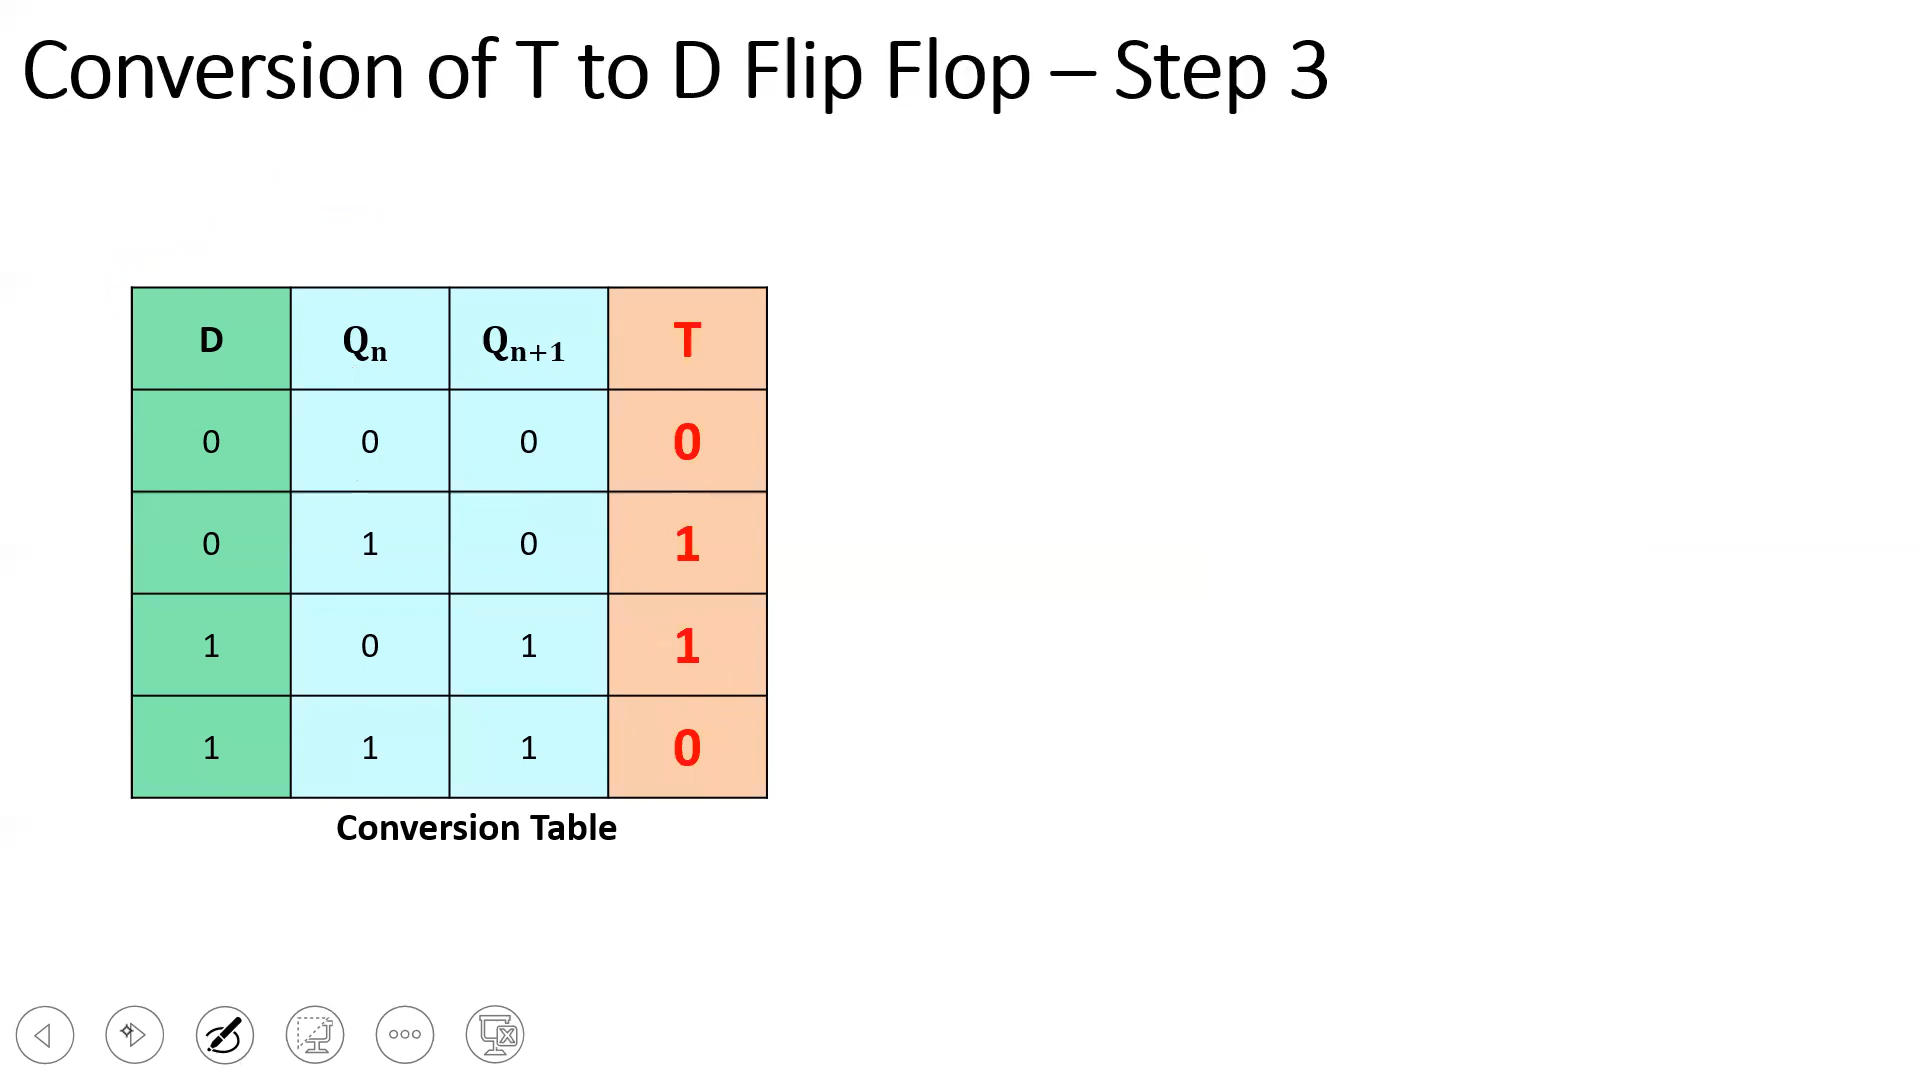 Conversion of T to D Flip Flop – Step 3
D Qn Qn+1 T
0 0 0 0
0 1 0 1
1 0 1 1
1 1 1 0
Conversion Table